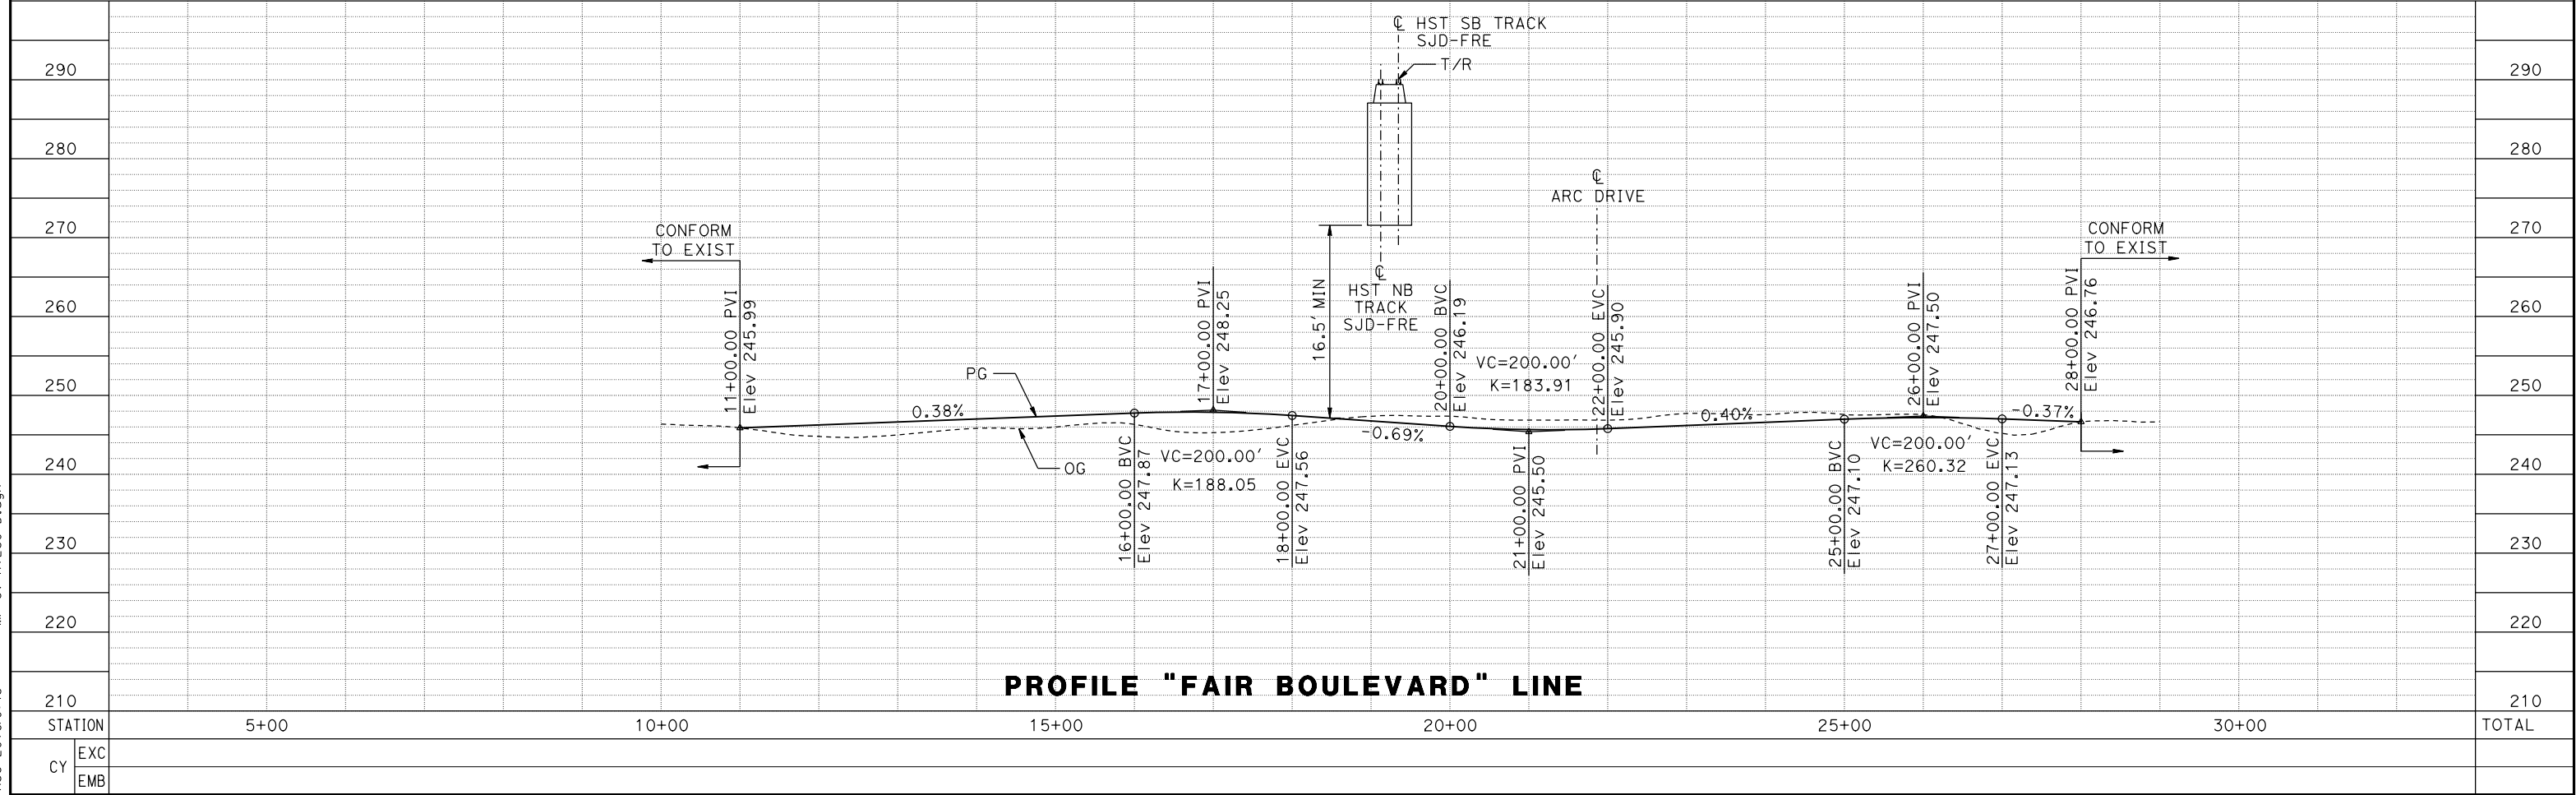 ℄ HST SB TRACK
SJD-FRE
T/R
290
290
280
280
℄
ARC DRIVE
270
270
CONFORM
TO EXIST
CONFORM
TO EXIST
℄
HST NB
TRACK
SJD-FRE
16.5' MIN
260
260
11+00.00 PVI
Elev 245.99
17+00.00 PVI
Elev 248.25
20+00.00 BVC
Elev 246.19
VC=200.00'
K=183.91
22+00.00 EVC
Elev 245.90
26+00.00 PVI
Elev 247.50
28+00.00 PVI
Elev 246.76
250
250
PG
0.38%
-0.69%
0.40%
-0.37%
240
240
OG
16+00.00 BVC
Elev 247.87
VC=200.00'
K=188.05
18+00.00 EVC
Elev 247.56
21+00.00 PVI
Elev 245.50
25+00.00 BVC
Elev 247.10
VC=200.00'
K=260.32
27+00.00 EVC
Elev 247.13
230
230
220
220
PROFILE "FAIR BOULEVARD" LINE
210
210
STATION 5+00 10+00 15+00 20+00 25+00 30+00 TOTAL
CY
EXC
EMB